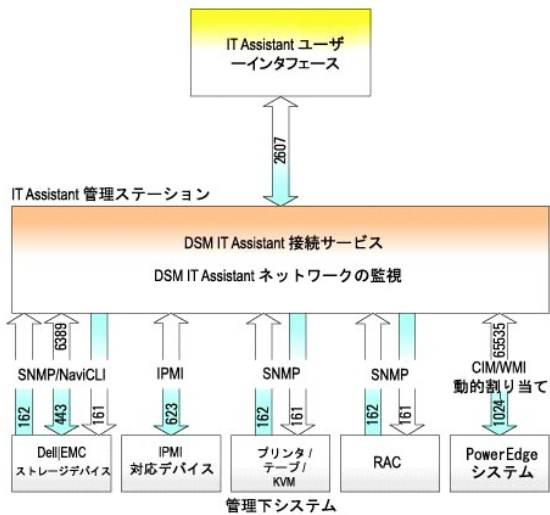 IT Assistant ユーザ
ーインタフェース
2607
IT Assistant 管理ステーション
DSM IT Assistant 接続サービス
DSM IT Assistant ネットワークの監視
6389
65535
SNMP/NaviCLI
IPMI
SNMP
SNMP
CIM/WMI
動的割り当て
162
443
161
623
162
161
162
161
1024
Dell|EMC
ストレージデバイス
IPMI
対応デバイス
プリンタ /
テープ /
KVM
RAC
PowerEdge
システム
管理下システム